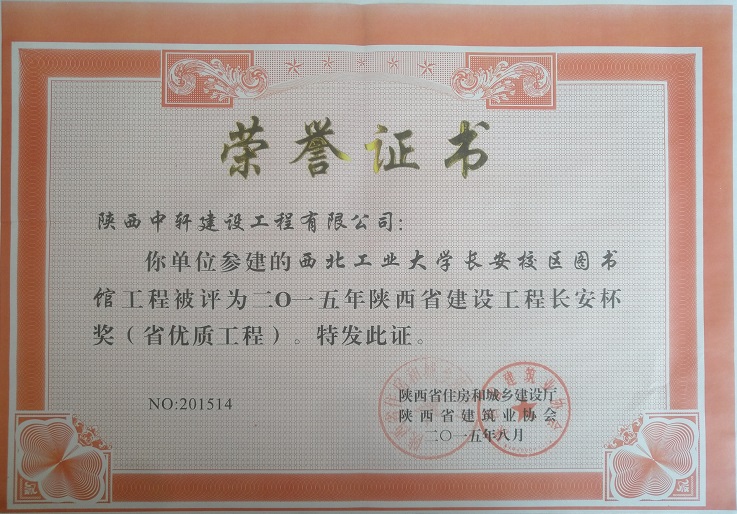 荣誉证书
陕西中轩建设工程有限公司:
你单位参建的西北工业大学长安校区图书
馆工程被评为二〇一五年陕西省建设工程长安杯
奖(省优质工程)。特发此证。
NO:201514
陕西省住房和城乡建设厅
陕西省建筑业协会
二〇一五年八月